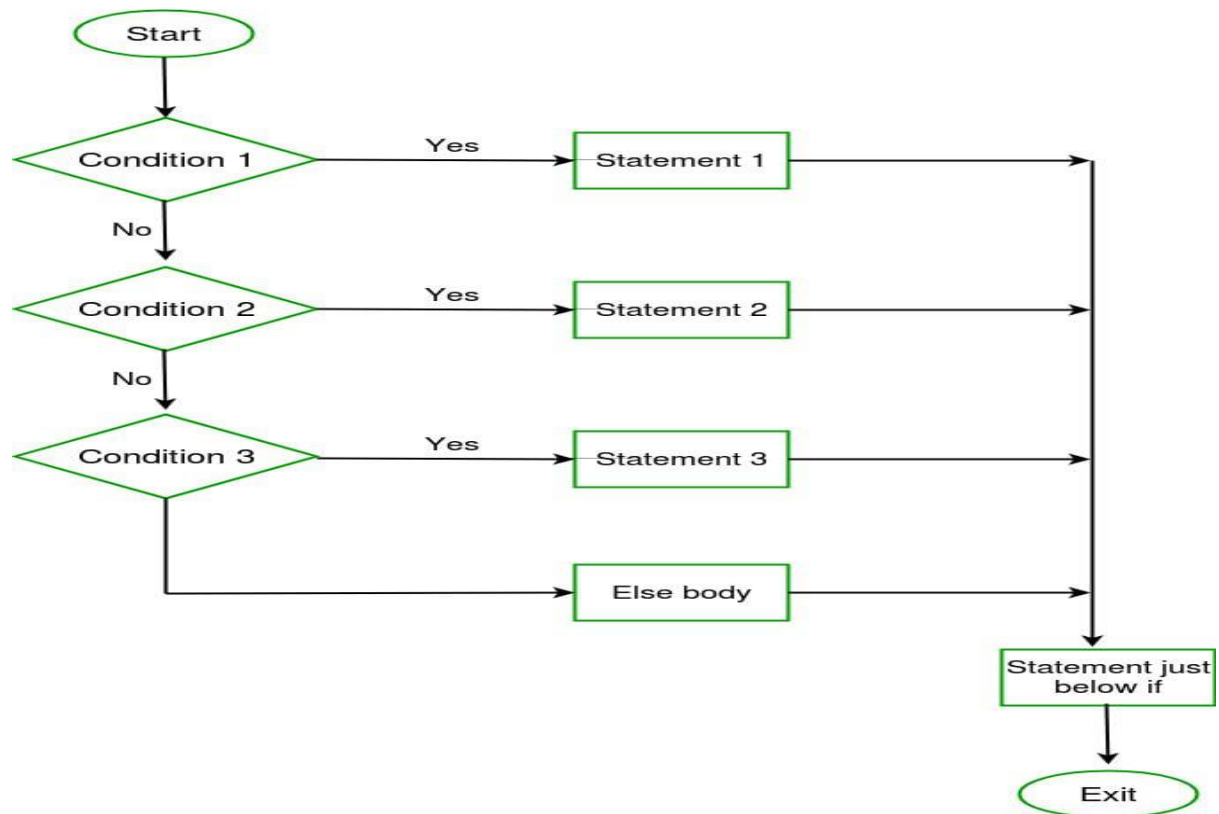 Start
Condition 1
Yes
Statement 1
No
Condition 2
Yes
Statement 2
No
Condition 3
Yes
Statement 3
Else body
Statement just
below if
Exit